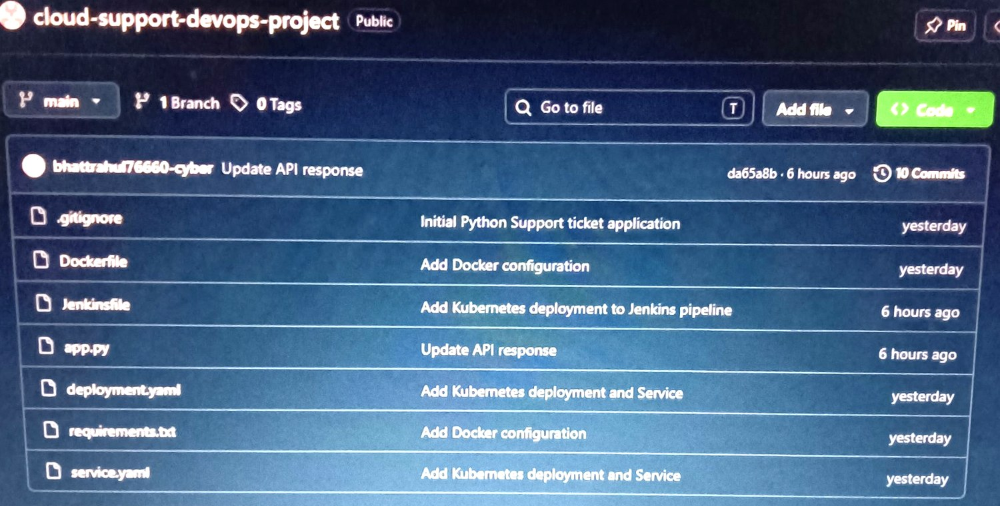 cloud-support-devops-project Public Pin
main 1 Branch 0 Tags Go to file T Add file Code
bhattrahul76660-cyber Update API response da65a8b · 6 hours ago 10 Commits
.gitignore Initial Python Support ticket application yesterday
Dockerfile Add Docker configuration yesterday
Jenkinsfile Add Kubernetes deployment to Jenkins pipeline 6 hours ago
app.py Update API response 6 hours ago
deployment.yaml Add Kubernetes deployment and Service yesterday
requirements.txt Add Docker configuration yesterday
service.yaml Add Kubernetes deployment and Service yesterday